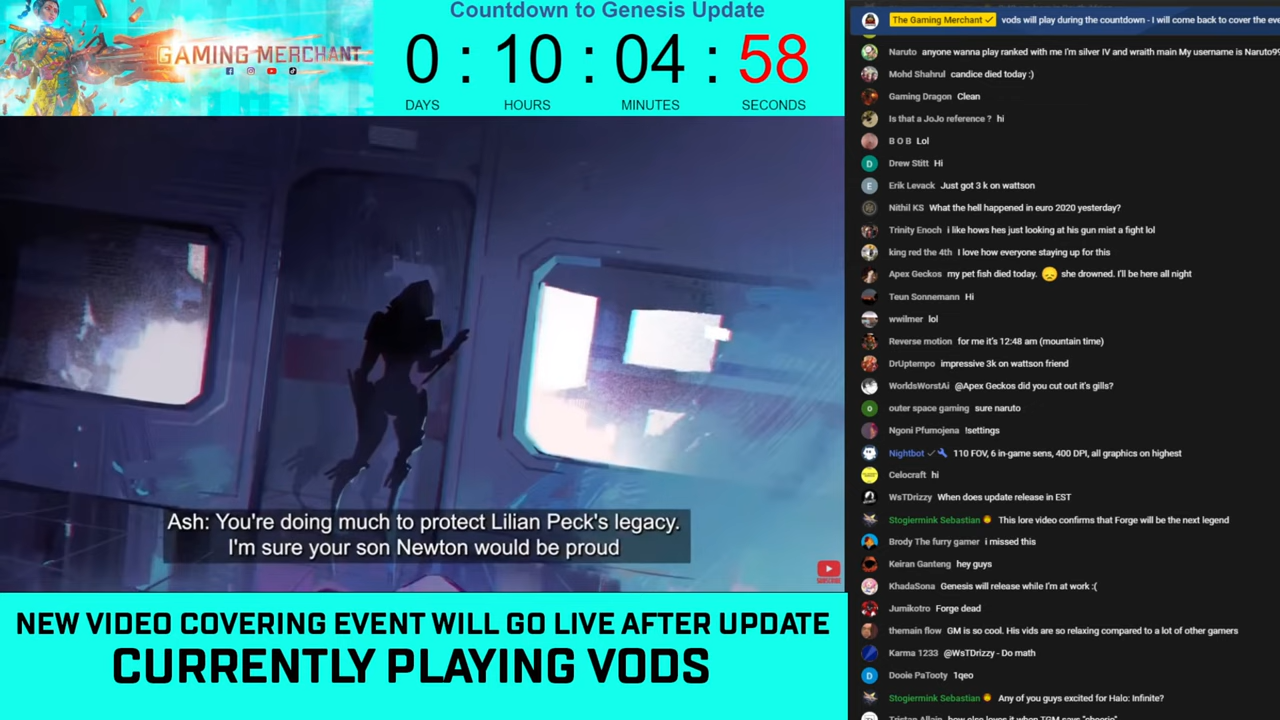 Countdown to Genesis Update
GAMING MERCHANT
0 : 10 : 04 : 58
DAYS HOURS MINUTES SECONDS
Ash: You're doing much to protect Lilian Peck's legacy.
I'm sure your son Newton would be proud
SUBSCRIBE
NEW VIDEO COVERING EVENT WILL GO LIVE AFTER UPDATE
CURRENTLY PLAYING VODS
The Gaming Merchant vods will play during the countdown - I will come back to cover the eve
Naruto anyone wanna play ranked with me I'm silver IV and wraith main My username is Naruto99
Mohd Shahrul candice died today :)
Gaming Dragon Clean
Is that a JoJo reference ? hi
B O B Lol
D Drew Stitt Hi
E Erik Levack Just got 3 k on wattson
Nithil KS What the hell happened in euro 2020 yesterday?
Trinity Enoch i like hows hes just looking at his gun mist a fight lol
king red the 4th I love how everyone staying up for this
Apex Geckos my pet fish died today. 😞 she drowned. I'll be here all night
Teun Sonnemann Hi
wwilmer lol
Reverse motion for me it's 12:48 am (mountain time)
DrUptempo impressive 3k on wattson friend
WorldsWorstAi @Apex Geckos did you cut out it's gills?
o outer space gaming sure naruto
Ngoni Pfumojena !settings
Nightbot 110 FOV, 6 in-game sens, 400 DPI, all graphics on highest
Celocraft hi
WsTDrizzy When does update release in EST
Stogiermink Sebastian This lore video confirms that Forge will be the next legend
Brody The furry gamer i missed this
Keiran Ganteng hey guys
KhadaSona Genesis will release while I'm at work :(
Jumikotro Forge dead
themain flow GM is so cool. His vids are so relaxing compared to a lot of other gamers
Karma 1233 @WsTDrizzy - Do math
D Dooie PaTooty 1qeo
Stogiermink Sebastian Any of you guys excited for Halo: Infinite?
Tristan Allain how else loves it when TGM says "cheerio"